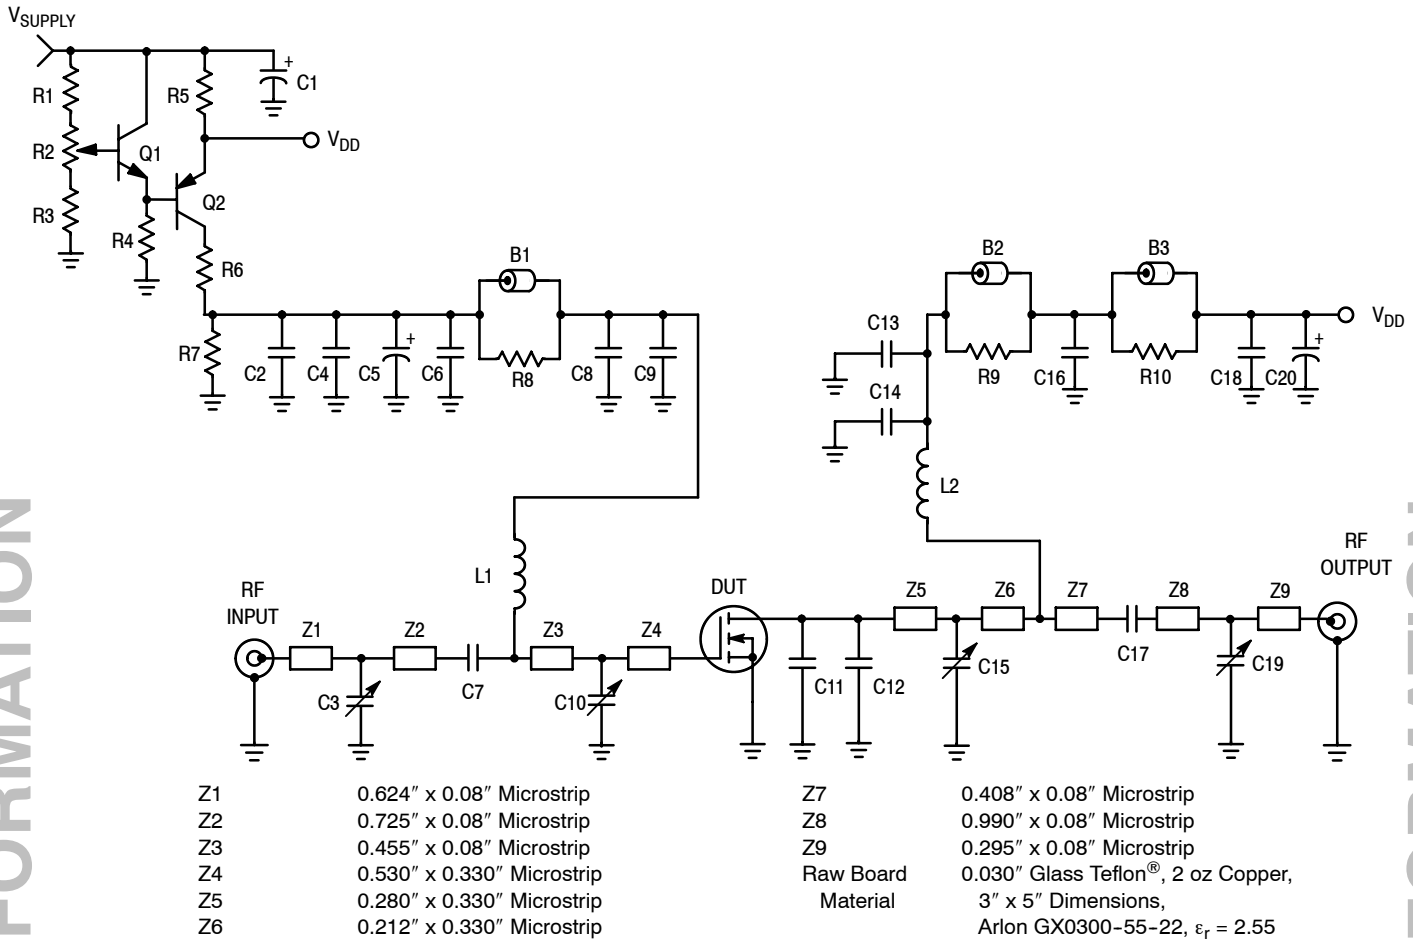 VSUPPLY
R1
R5
+
C1
R2
Q1
VDD
R3
R4
Q2
R6
B1
B2
B3
R7
C2
C4
C5
+
C6
R8
C8
C9
C13
C14
R9
C16
R10
C18
C20
+
VDD
L2
L1
RF
INPUT
Z1
Z2
Z3
Z4
DUT
Z5
Z6
Z7
Z8
Z9
RF
OUTPUT
C3
C7
C10
C11
C12
C15
C17
C19
Z1 0.624″ x 0.08″ Microstrip
Z2 0.725″ x 0.08″ Microstrip
Z3 0.455″ x 0.08″ Microstrip
Z4 0.530″ x 0.330″ Microstrip
Z5 0.280″ x 0.330″ Microstrip
Z6 0.212″ x 0.330″ Microstrip
Z7 0.408″ x 0.08″ Microstrip
Z8 0.990″ x 0.08″ Microstrip
Z9 0.295″ x 0.08″ Microstrip
Raw Board 0.030″ Glass Teflon®, 2 oz Copper,
Material 3″ x 5″ Dimensions,
Arlon GX0300-55-22, εr = 2.55
FORMATION